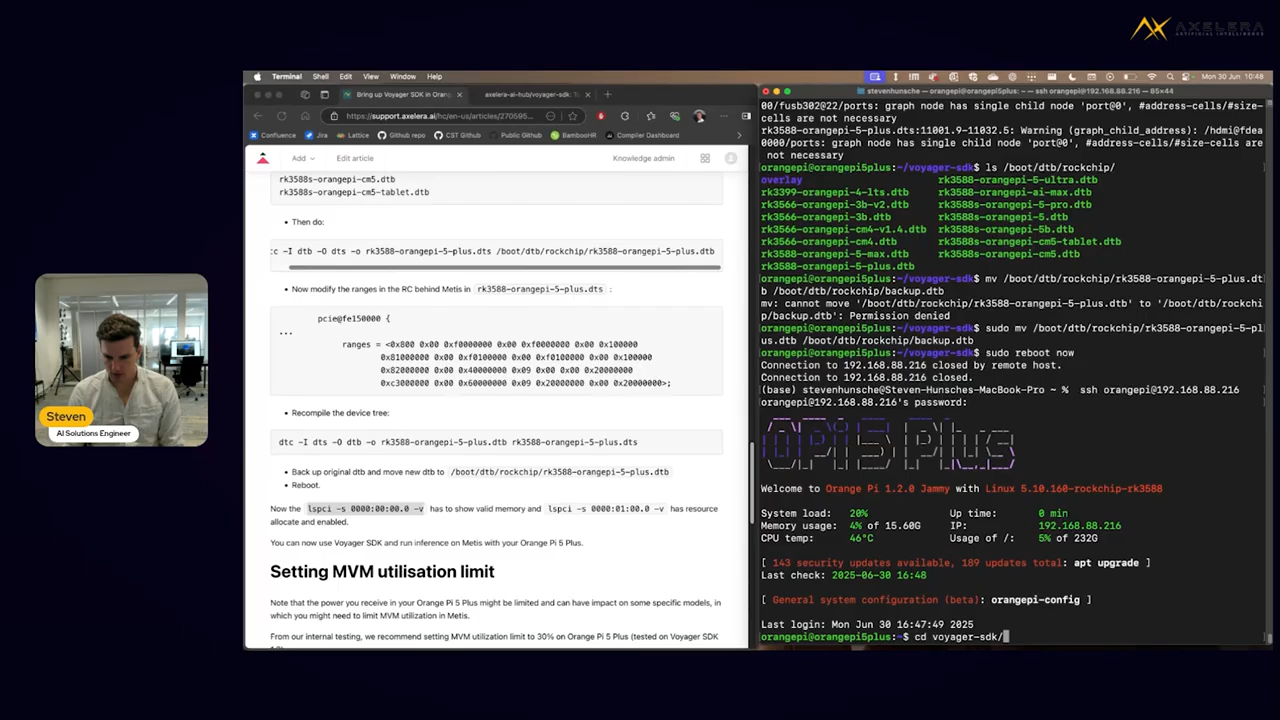 AXELERA
ARTIFICIAL INTELLIGENCE
Terminal Shell Edit View Window Help
Mon 30 Jun 10:48
Bring up Voyager SDK in Oran
axelera-ai-hub/voyager-sdk: T
https://support.axelera.ai/hc/en-us/articles/270595
Confluence Jira Lattice Github repo CST Github Public Github BambooHR Compiler Dashboard
Add Edit article Knowledge admin
rk3588s-orangepi-cm5.dtb
rk3588s-orangepi-cm5-tablet.dtb
• Then do:
-I dtb -O dts -o rk3588-orangepi-5-plus.dts /boot/dtb/rockchip/rk3588-orangepi-5-plus.dtb
• Now modify the ranges in the RC behind Metis in rk3588-orangepi-5-plus.dts :
pcie@fe150000 {
...
ranges = <0x800 0x00 0xf0000000 0x00 0xf0000000 0x00 0x100000
0x81000000 0x00 0xf0100000 0x00 0xf0100000 0x00 0x100000
0x82000000 0x00 0x40000000 0x09 0x00 0x00 0x20000000
0xc3000000 0x00 0x60000000 0x09 0x20000000 0x00 0x20000000>;
• Recompile the device tree:
dtc -I dts -O dtb -o rk3588-orangepi-5-plus.dtb rk3588-orangepi-5-plus.dts
• Back up original dtb and move new dtb to /boot/dtb/rockchip/rk3588-orangepi-5-plus.dtb
• Reboot.
Now the lspci -s 0000:00:00.0 -v has to show valid memory and lspci -s 0000:01:00.0 -v has resource
allocate and enabled.
You can now use Voyager SDK and run inference on Metis with your Orange Pi 5 Plus.
Setting MVM utilisation limit
Note that the power you receive in your Orange Pi 5 Plus might be limited and can have impact on some specific models, in
which you might need to limit MVM utilization in Metis.
From our internal testing, we recommend setting MVM utilization limit to 30% on Orange Pi 5 Plus (tested on Voyager SDK
stevenhunsche — orangepi@orangepi5plus: ~/voyager-sdk — ssh orangepi@192.168.88.216 — 85×44
00/fusb302@22/ports: graph node has single child node 'port@0', #address-cells/#size-
cells are not necessary
rk3588-orangepi-5-plus.dts:11001.9-11032.5: Warning (graph_child_address): /hdmi@fdea
0000/ports: graph node has single child node 'port@0', #address-cells/#size-cells are
not necessary
orangepi@orangepi5plus:~/voyager-sdk$ ls /boot/dtb/rockchip/
overlay rk3588-orangepi-5-ultra.dtb
rk3399-orangepi-4-lts.dtb rk3588-orangepi-ai-max.dtb
rk3566-orangepi-3b-v2.dtb rk3588s-orangepi-5-pro.dtb
rk3566-orangepi-3b.dtb rk3588s-orangepi-5.dtb
rk3566-orangepi-cm4-v1.4.dtb rk3588s-orangepi-5b.dtb
rk3566-orangepi-cm4.dtb rk3588s-orangepi-cm5-tablet.dtb
rk3588-orangepi-5-max.dtb rk3588s-orangepi-cm5.dtb
rk3588-orangepi-5-plus.dtb
orangepi@orangepi5plus:~/voyager-sdk$ mv /boot/dtb/rockchip/rk3588-orangepi-5-plus.dt
b /boot/dtb/rockchip/backup.dtb
mv: cannot move '/boot/dtb/rockchip/rk3588-orangepi-5-plus.dtb' to '/boot/dtb/rockchi
p/backup.dtb': Permission denied
orangepi@orangepi5plus:~/voyager-sdk$ sudo mv /boot/dtb/rockchip/rk3588-orangepi-5-pl
us.dtb /boot/dtb/rockchip/backup.dtb
orangepi@orangepi5plus:~/voyager-sdk$ sudo reboot now
Connection to 192.168.88.216 closed by remote host.
Connection to 192.168.88.216 closed.
(base) stevenhunsche@Steven-Hunsches-MacBook-Pro ~ % ssh orangepi@192.168.88.216
orangepi@192.168.88.216's password:
OPi5 Plus
Welcome to Orange Pi 1.2.0 Jammy with Linux 5.10.160-rockchip-rk3588
System load: 20% Up time: 0 min
Memory usage: 4% of 15.60G IP: 192.168.88.216
CPU temp: 46°C Usage of /: 5% of 232G
[ 143 security updates available, 189 updates total: apt upgrade ]
Last check: 2025-06-30 16:48
[ General system configuration (beta): orangepi-config ]
Last login: Mon Jun 30 16:47:49 2025
orangepi@orangepi5plus:~$ cd voyager-sdk/
Steven
AI Solutions Engineer